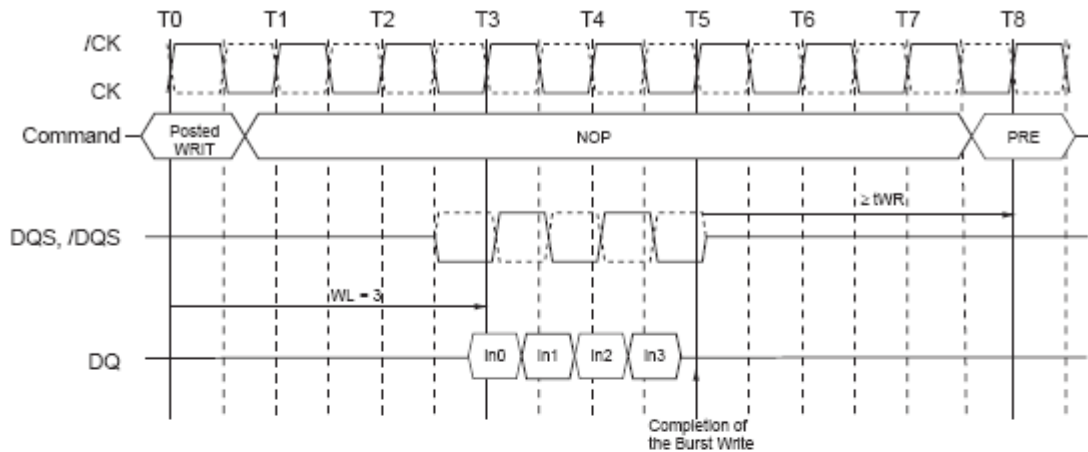 T0 T1 T2 T3 T4 T5 T6 T7 T8
/CK
CK
Command
Posted
WRIT
NOP
PRE
≥ tWR
DQS, /DQS
WL = 3
DQ
In0 In1 In2 In3
Completion of
the Burst Write